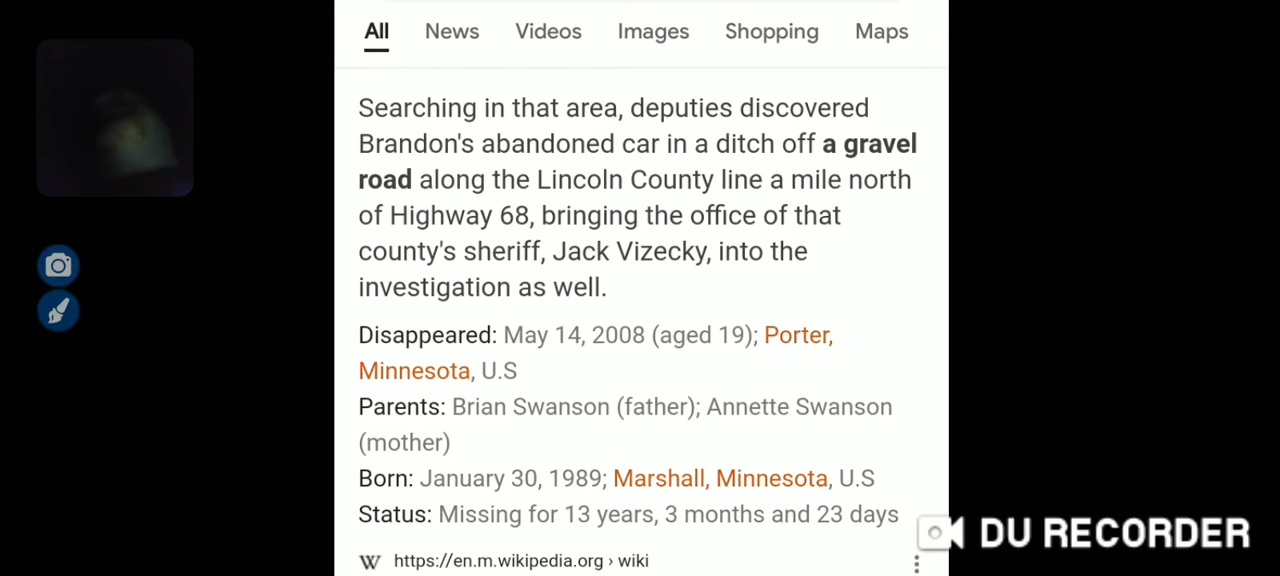 All News Videos Images Shopping Maps
Searching in that area, deputies discovered
Brandon's abandoned car in a ditch off a gravel
road along the Lincoln County line a mile north
of Highway 68, bringing the office of that
county's sheriff, Jack Vizecky, into the
investigation as well.
Disappeared: May 14, 2008 (aged 19); Porter,
Minnesota, U.S
Parents: Brian Swanson (father); Annette Swanson
(mother)
Born: January 30, 1989; Marshall, Minnesota, U.S
Status: Missing for 13 years, 3 months and 23 days
W https://en.m.wikipedia.org › wiki
DU RECORDER